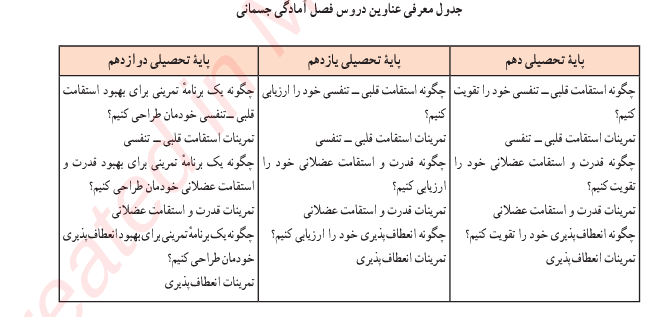 جدول معرفی عناوین دروس فصل آمادگی جسمانی
پایۀ تحصیلی دهم
چگونه استقامت قلبی ــ تنفسی خود را تقویت
کنیم؟
تمرینات استقامت قلبی ــ تنفسی
چگونه قدرت و استقامت عضلانی خود را
تقویت کنیم؟
تمرینات قدرت و استقامت عضلانی
چگونه انعطاف‌پذیری خود را تقویت کنیم؟
تمرینات انعطاف‌پذیری
پایۀ تحصیلی یازدهم
چگونه استقامت قلبی ــ تنفسی خود را ارزیابی
کنیم؟
تمرینات استقامت قلبی ــ تنفسی
چگونه قدرت و استقامت عضلانی خود را
ارزیابی کنیم؟
تمرینات قدرت و استقامت عضلانی
چگونه انعطاف‌پذیری خود را ارزیابی کنیم؟
تمرینات انعطاف‌پذیری
پایۀ تحصیلی دوازدهم
چگونه یک برنامۀ تمرینی برای بهبود استقامت
قلبی ــ تنفسی خودمان طراحی کنیم؟
تمرینات استقامت قلبی ــ تنفسی
چگونه یک برنامۀ تمرینی برای بهبود قدرت و
استقامت عضلانی خودمان طراحی کنیم؟
تمرینات قدرت و استقامت عضلانی
چگونه یک برنامۀ تمرینی برای بهبود انعطاف‌پذیری
خودمان طراحی کنیم؟
تمرینات انعطاف‌پذیری